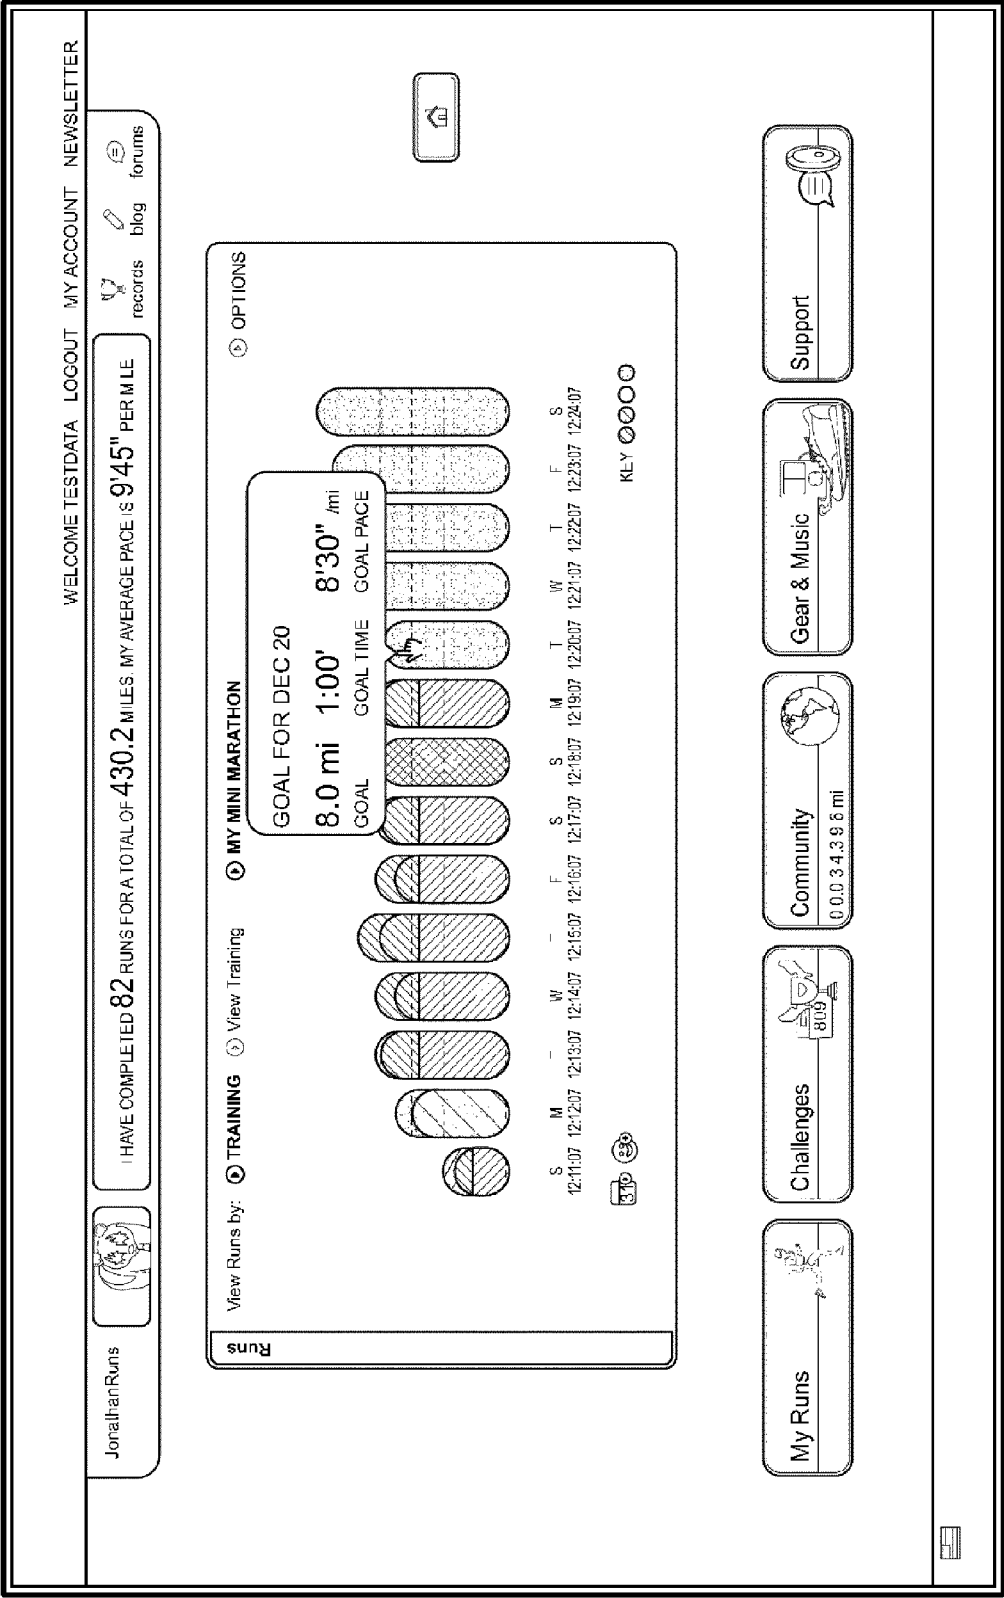 WELCOME TESTDATA LOGOUT MY ACCOUNT NEWSLETTER
JonathanRuns
I HAVE COMPLETED 82 RUNS FOR A TOTAL OF 430.2 MILES. MY AVERAGE PACE IS 9'45" PER MILE
records
blog
forums
Runs
View Runs by: TRAINING View Training MY MINI MARATHON OPTIONS
GOAL FOR DEC 20
8.0 mi 1:00' 8'30" /mi
GOAL GOAL TIME GOAL PACE
S M T W T F S S M T W T F S
12:11:07 12:12:07 12:13:07 12:14:07 12:15:07 12:16:07 12:17:07 12:18:07 12:19:07 12:20:07 12:21:07 12:22:07 12:23:07 12:24:07
31
KEY
My Runs
Challenges
809
Community
0 0.0 3 4.3 9 6 mi
Gear & Music
Support